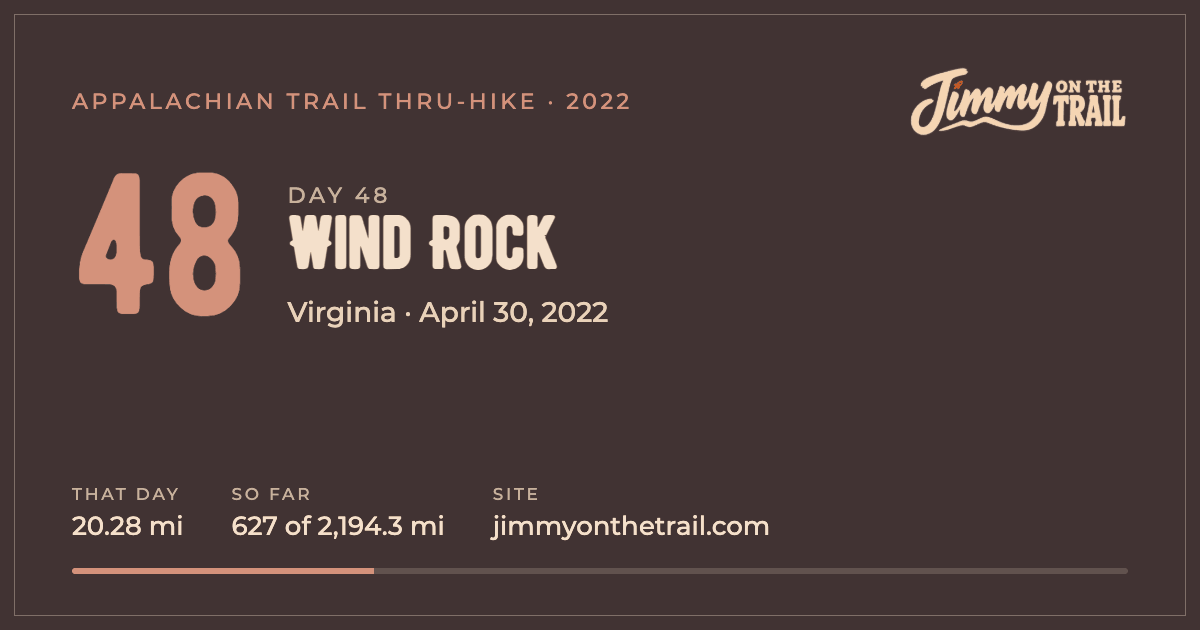 APPALACHIAN TRAIL THRU-HIKE · 2022
Jimmy ON THE TRAIL
48
DAY 48
WIND ROCK
Virginia · April 30, 2022
THAT DAY SO FAR SITE
20.28 mi 627 of 2,194.3 mi jimmyonthetrail.com